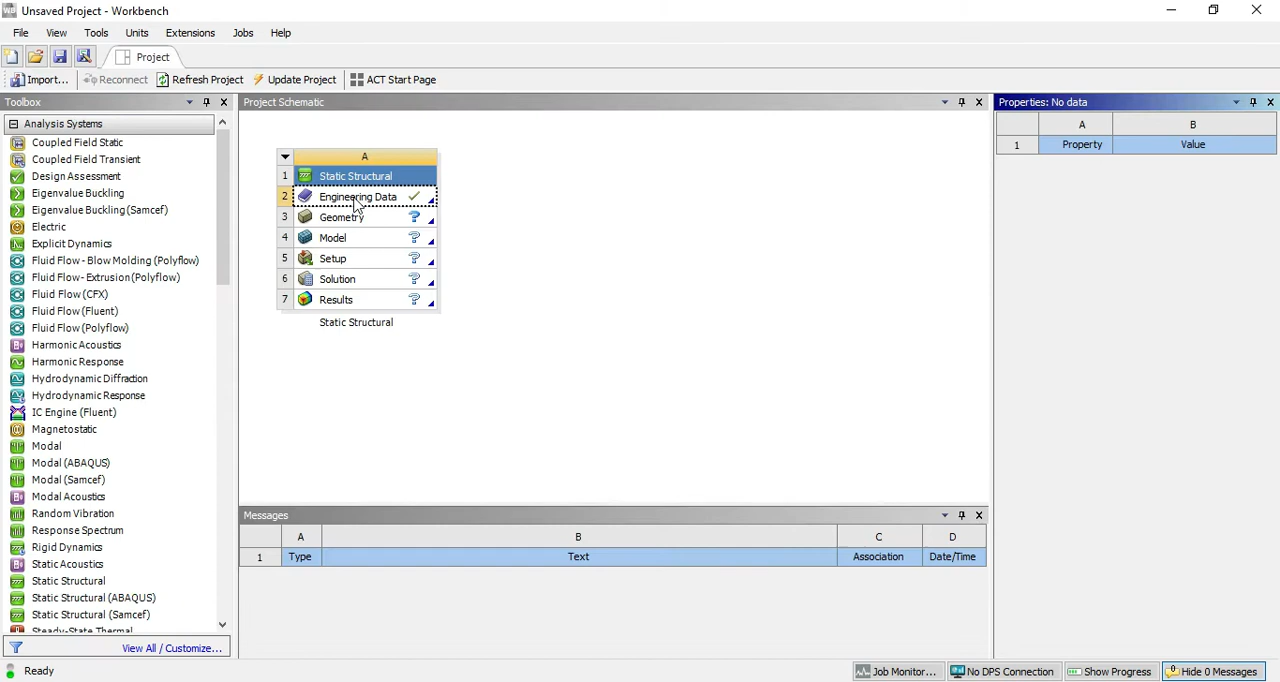 Unsaved Project - Workbench
File View Tools Units Extensions Jobs Help
Project
Import... Reconnect Refresh Project Update Project ACT Start Page
Toolbox
Analysis Systems
Coupled Field Static
Coupled Field Transient
Design Assessment
Eigenvalue Buckling
Eigenvalue Buckling (Samcef)
Electric
Explicit Dynamics
Fluid Flow - Blow Molding (Polyflow)
Fluid Flow - Extrusion (Polyflow)
Fluid Flow (CFX)
Fluid Flow (Fluent)
Fluid Flow (Polyflow)
Harmonic Acoustics
Harmonic Response
Hydrodynamic Diffraction
Hydrodynamic Response
IC Engine (Fluent)
Magnetostatic
Modal
Modal (ABAQUS)
Modal (Samcef)
Modal Acoustics
Random Vibration
Response Spectrum
Rigid Dynamics
Static Acoustics
Static Structural
Static Structural (ABAQUS)
Static Structural (Samcef)
Steady-State Thermal
View All / Customize...
Project Schematic
A
1 Static Structural
2 Engineering Data
3 Geometry ?
4 Model ?
5 Setup ?
6 Solution ?
7 Results ?
Static Structural
Messages
A B C D
1 Type Text Association Date/Time
Properties: No data
A B
1 Property Value
Ready
Job Monitor... No DPS Connection Show Progress Hide 0 Messages